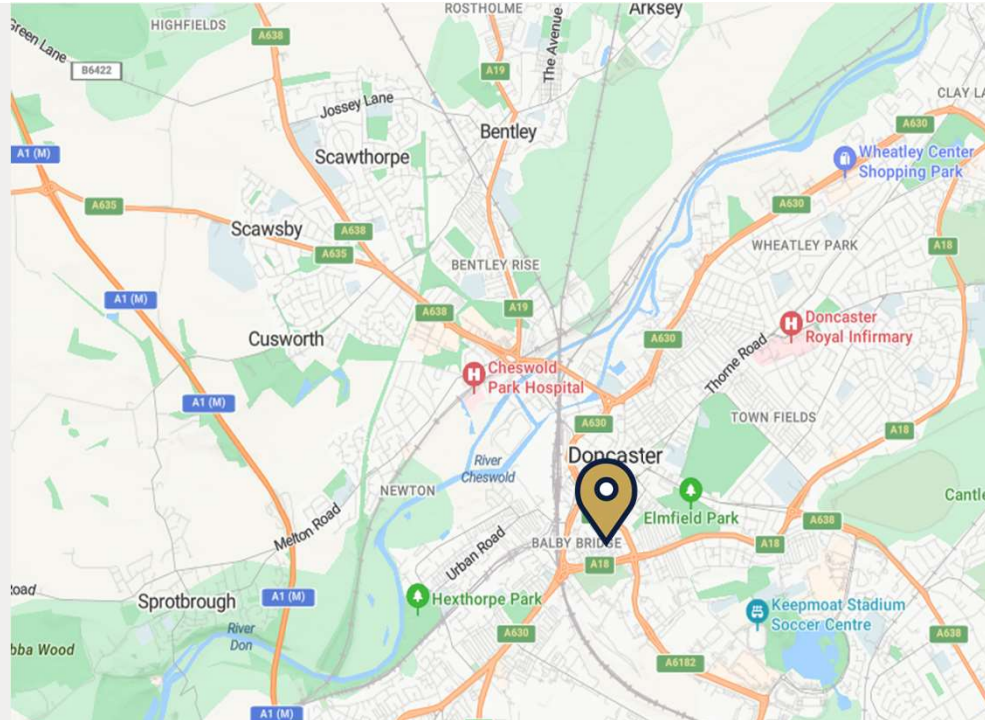 ROSTHOLME
Arksey
HIGHFIELDS
Green Lane
A638
The Avenue
B6422
A19
CLAY LA
Jossey Lane
A630
Bentley
A1 (M)
Scawthorpe
Wheatley Center
Shopping Park
A635
A630
Scawsby
A638
WHEATLEY PARK
A18
A635
BENTLEY RISE
A1 (M)
A19
A638
Doncaster
Royal Infirmary
Cusworth
A630
Thorne Road
Cheswold
Park Hospital
A1 (M)
TOWN FIELDS
A630
A18
Doncaster
River
Cheswold
NEWTON
Cantle
Elmfield Park
A638
Melton Road
Urban Road
BALBY BRIDGE
A18
A18
Road
Sprotbrough
A1 (M)
Hexthorpe Park
Keepmoat Stadium
Soccer Centre
River
Don
A630
A638
bba Wood
A6182
A1 (M)